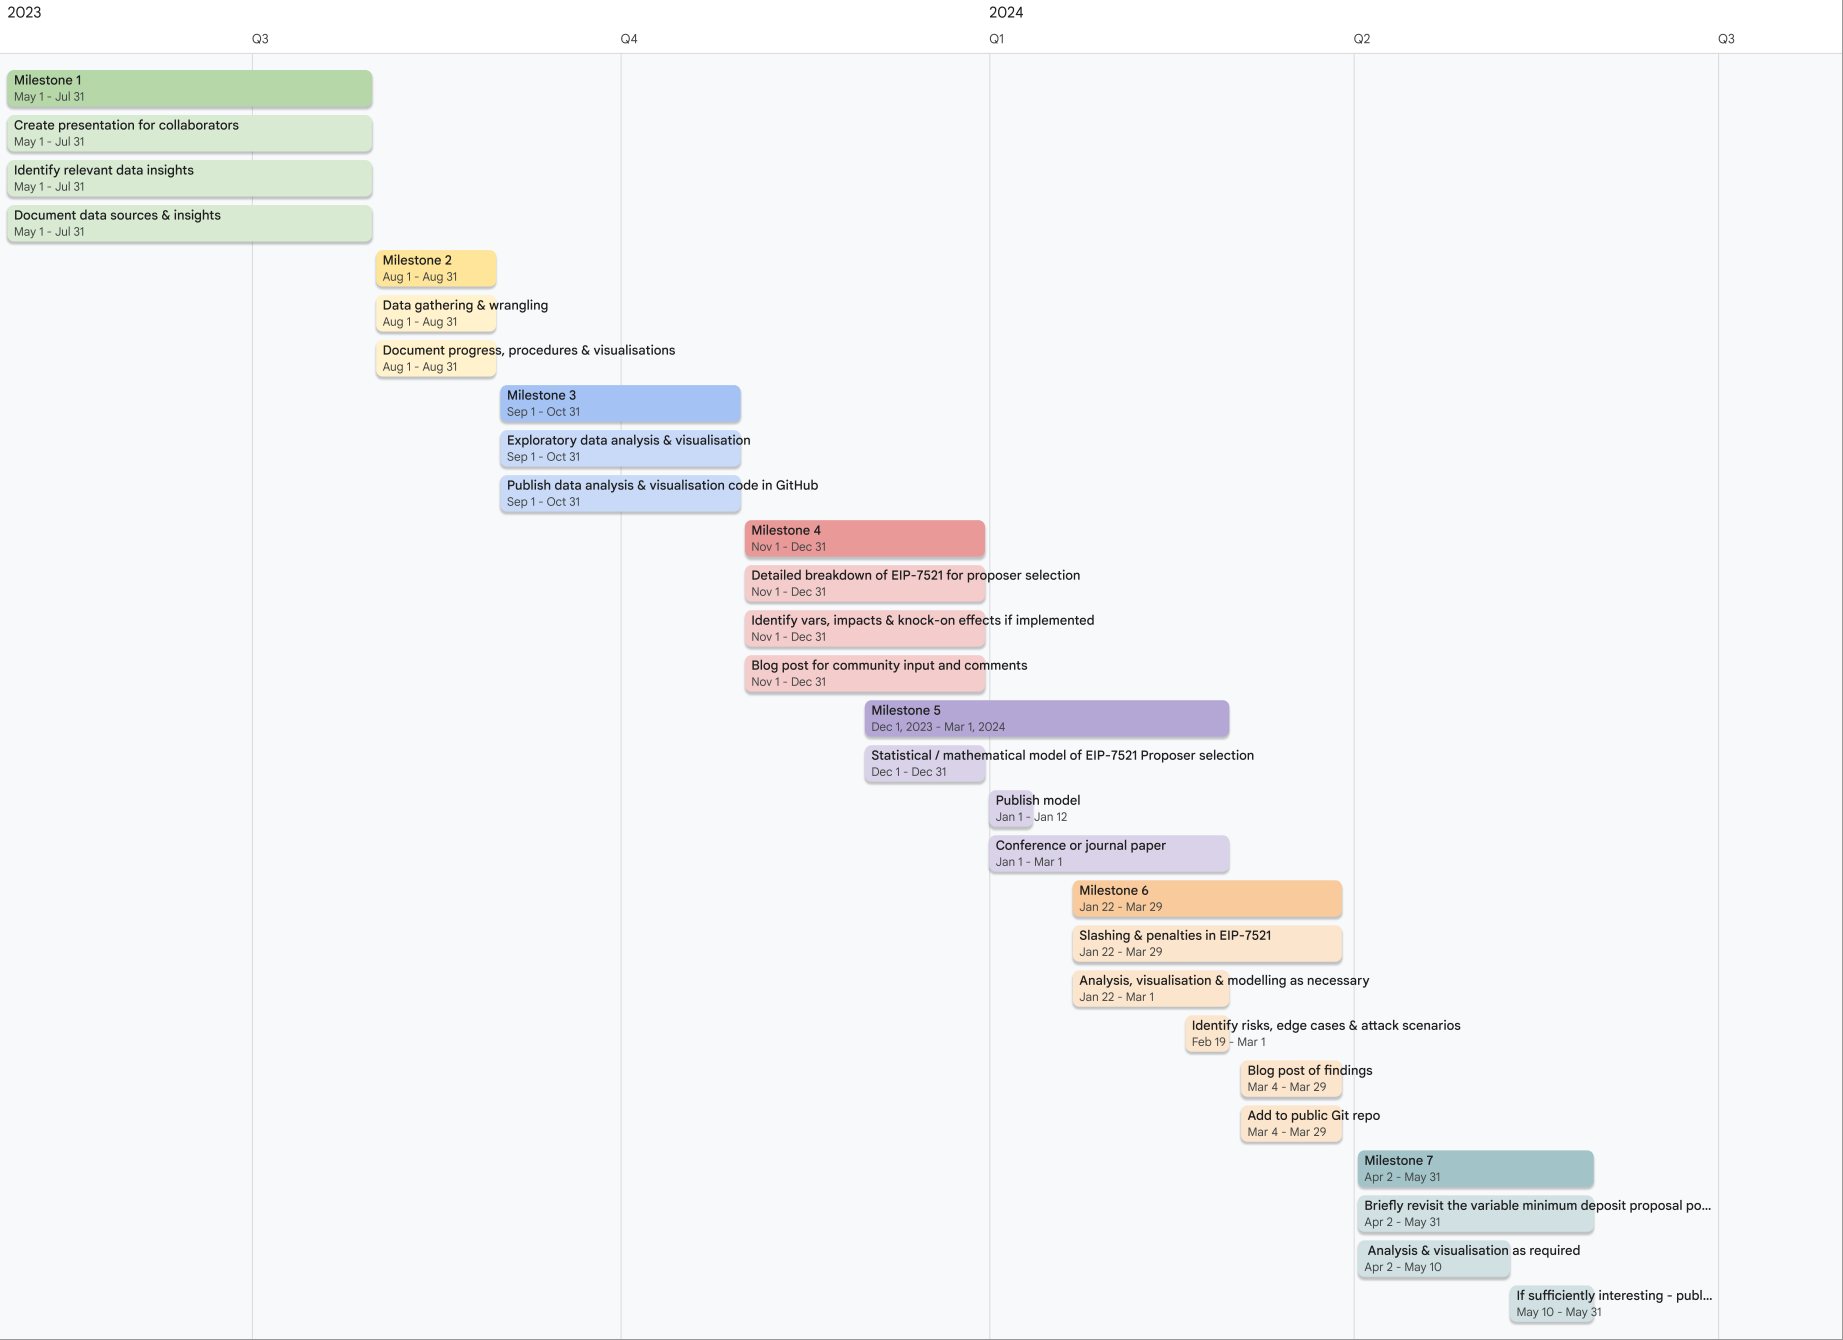 2023
2024
Q3
Q4
Q1
Q2
Q3
Milestone 1
May 1 - Jul 31
Create presentation for collaborators
May 1 - Jul 31
Identify relevant data insights
May 1 - Jul 31
Document data sources & insights
May 1 - Jul 31
Milestone 2
Aug 1 - Aug 31
Data gathering & wrangling
Aug 1 - Aug 31
Document progress, procedures & visualisations
Aug 1 - Aug 31
Milestone 3
Sep 1 - Oct 31
Exploratory data analysis & visualisation
Sep 1 - Oct 31
Publish data analysis & visualisation code in GitHub
Sep 1 - Oct 31
Milestone 4
Nov 1 - Dec 31
Detailed breakdown of EIP-7521 for proposer selection
Nov 1 - Dec 31
Identify vars, impacts & knock-on effects if implemented
Nov 1 - Dec 31
Blog post for community input and comments
Nov 1 - Dec 31
Milestone 5
Dec 1, 2023 - Mar 1, 2024
Statistical / mathematical model of EIP-7521 Proposer selection
Dec 1 - Dec 31
Publish model
Jan 1 - Jan 12
Conference or journal paper
Jan 1 - Mar 1
Milestone 6
Jan 22 - Mar 29
Slashing & penalties in EIP-7521
Jan 22 - Mar 29
Analysis, visualisation & modelling as necessary
Jan 22 - Mar 1
Identify risks, edge cases & attack scenarios
Feb 19 - Mar 1
Blog post of findings
Mar 4 - Mar 29
Add to public Git repo
Mar 4 - Mar 29
Milestone 7
Apr 2 - May 31
Briefly revisit the variable minimum deposit proposal po...
Apr 2 - May 31
Analysis & visualisation as required
Apr 2 - May 10
If sufficiently interesting - publ...
May 10 - May 31